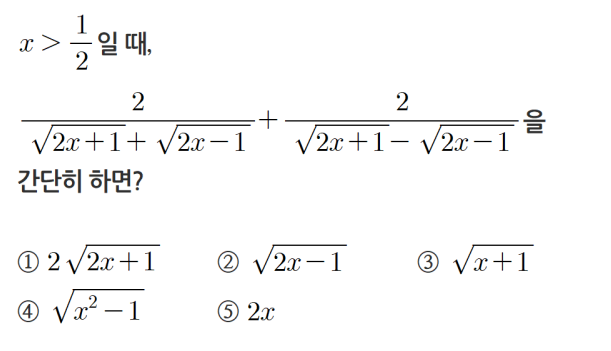 x > 1/2 일 때,
2/(√(2x+1) + √(2x−1)) + 2/(√(2x+1) − √(2x−1)) 을
간단히 하면?
① 2√(2x+1) ② √(2x−1) ③ √(x+1)
④ √(x²−1) ⑤ 2x